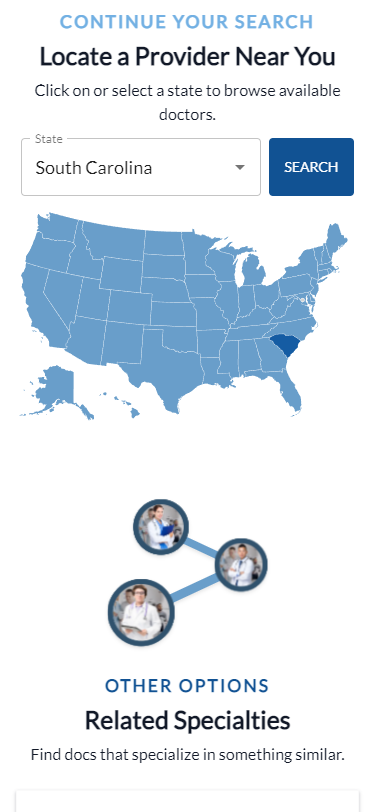 CONTINUE YOUR SEARCH
Locate a Provider Near You
Click on or select a state to browse available
doctors.
State
South Carolina
SEARCH
OTHER OPTIONS
Related Specialties
Find docs that specialize in something similar.